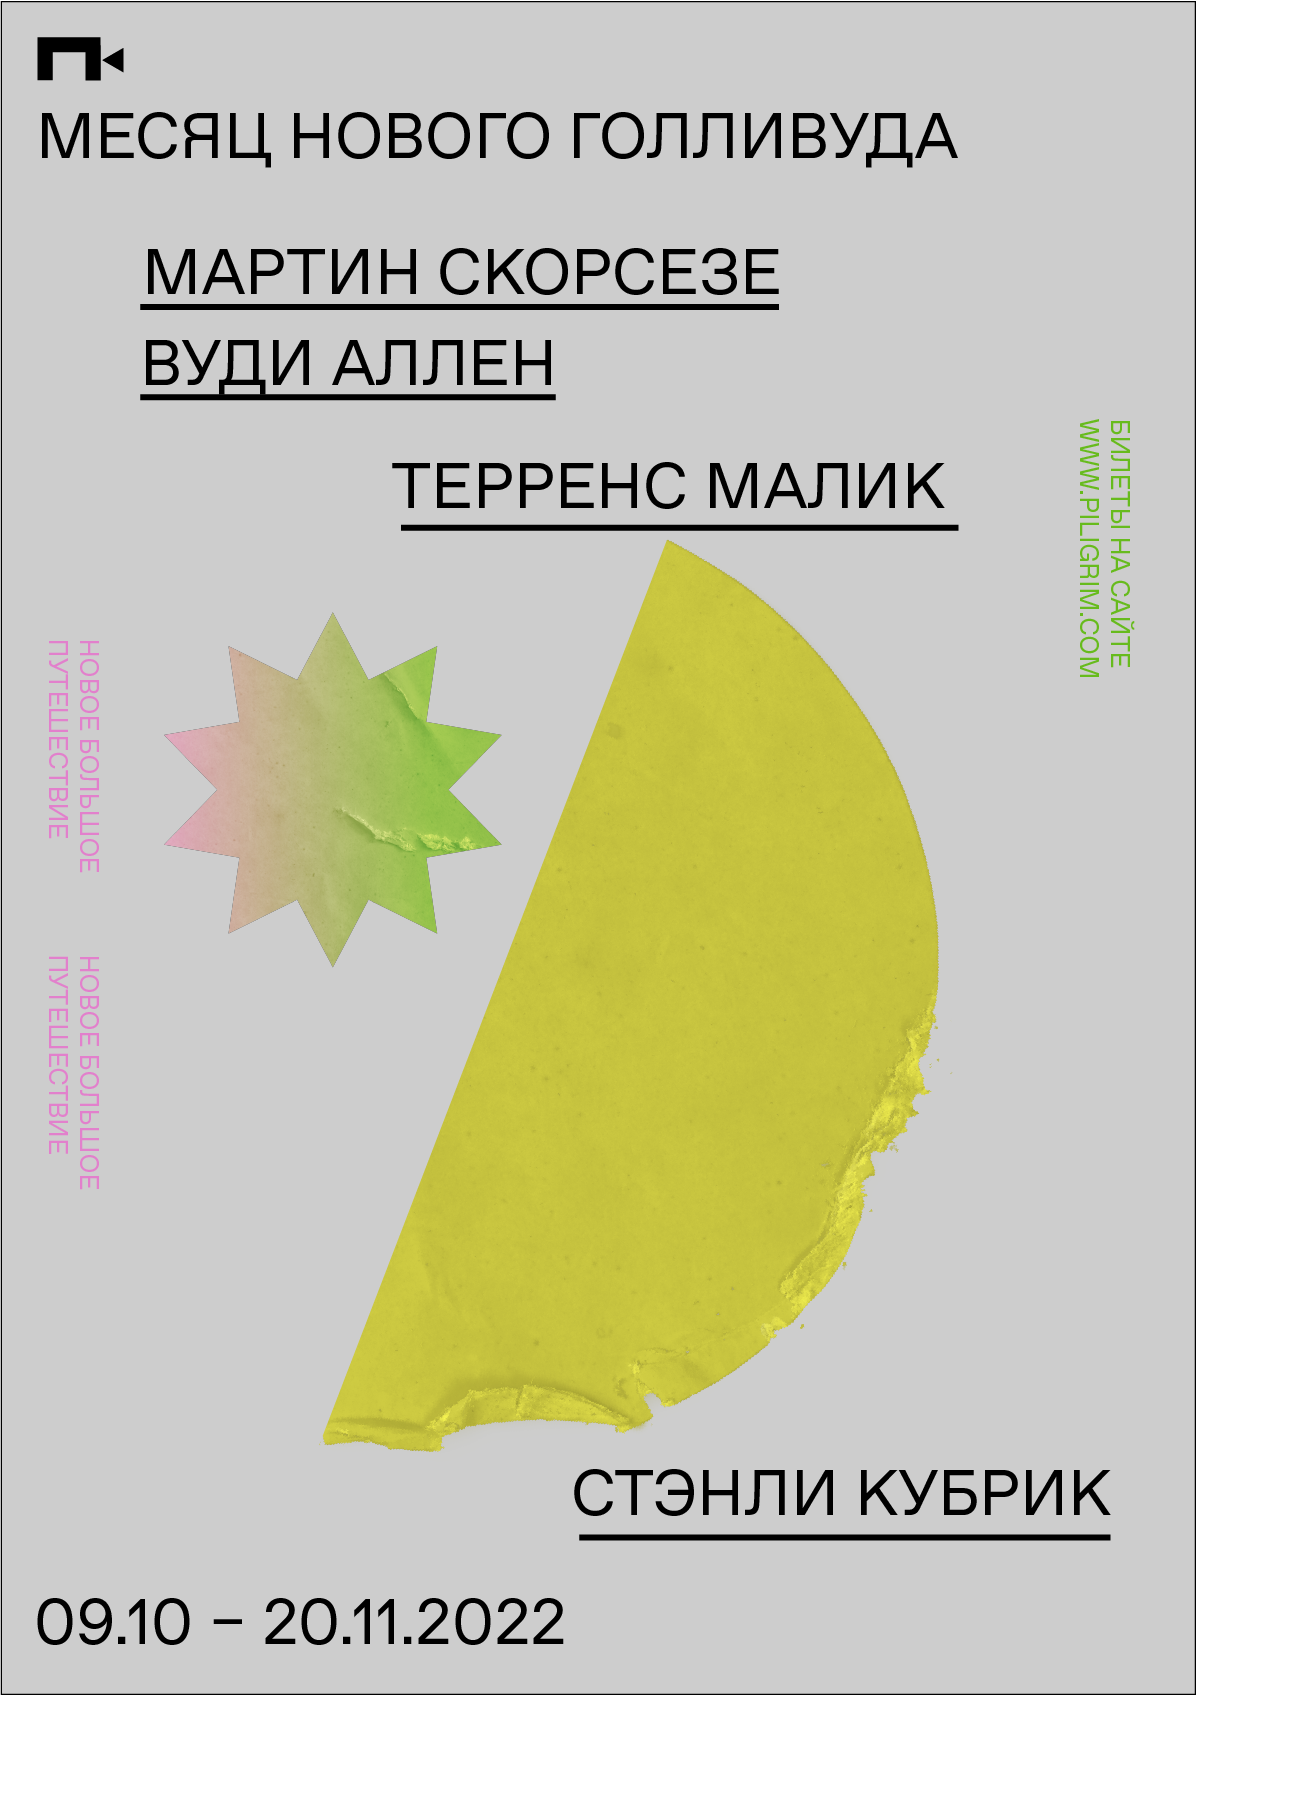 П
МЕСЯЦ НОВОГО ГОЛЛИВУДА
МАРТИН СКОРСЕЗЕ
ВУДИ АЛЛЕН
ТЕРРЕНС МАЛИК
БИЛЕТЫ НА САЙТЕ
WWW.PILIGRIM.COM
НОВОЕ БОЛЬШОЕ
ПУТЕШЕСТВИЕ
НОВОЕ БОЛЬШОЕ
ПУТЕШЕСТВИЕ
СТЭНЛИ КУБРИК
09.10 – 20.11.2022